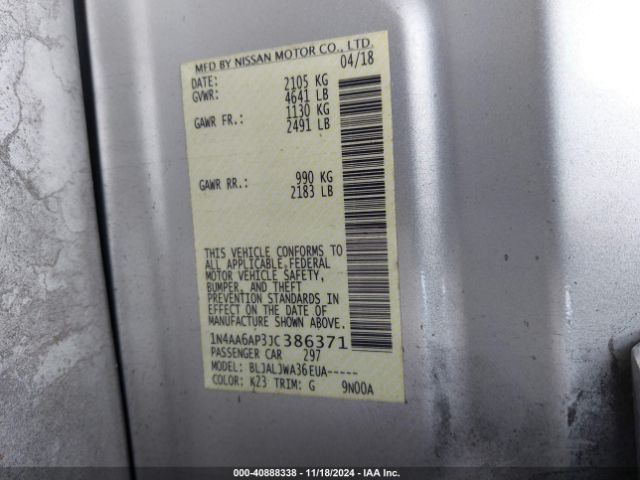 MFD BY NISSAN MOTOR CO., LTD.
DATE: 04/18
GVWR: 2105 KG
4641 LB
GAWR FR.: 1130 KG
2491 LB
GAWR RR.: 990 KG
2183 LB
THIS VEHICLE CONFORMS TO
ALL APPLICABLE FEDERAL
MOTOR VEHICLE SAFETY,
BUMPER, AND THEFT
PREVENTION STANDARDS IN
EFFECT ON THE DATE OF
MANUFACTURE SHOWN ABOVE.
1N4AA6AP3JC386371
PASSENGER CAR 297
MODEL: BLJALJWA36EUA-----
COLOR: K23 TRIM: G 9N00A
000-40888338 - 11/18/2024 - IAA Inc.